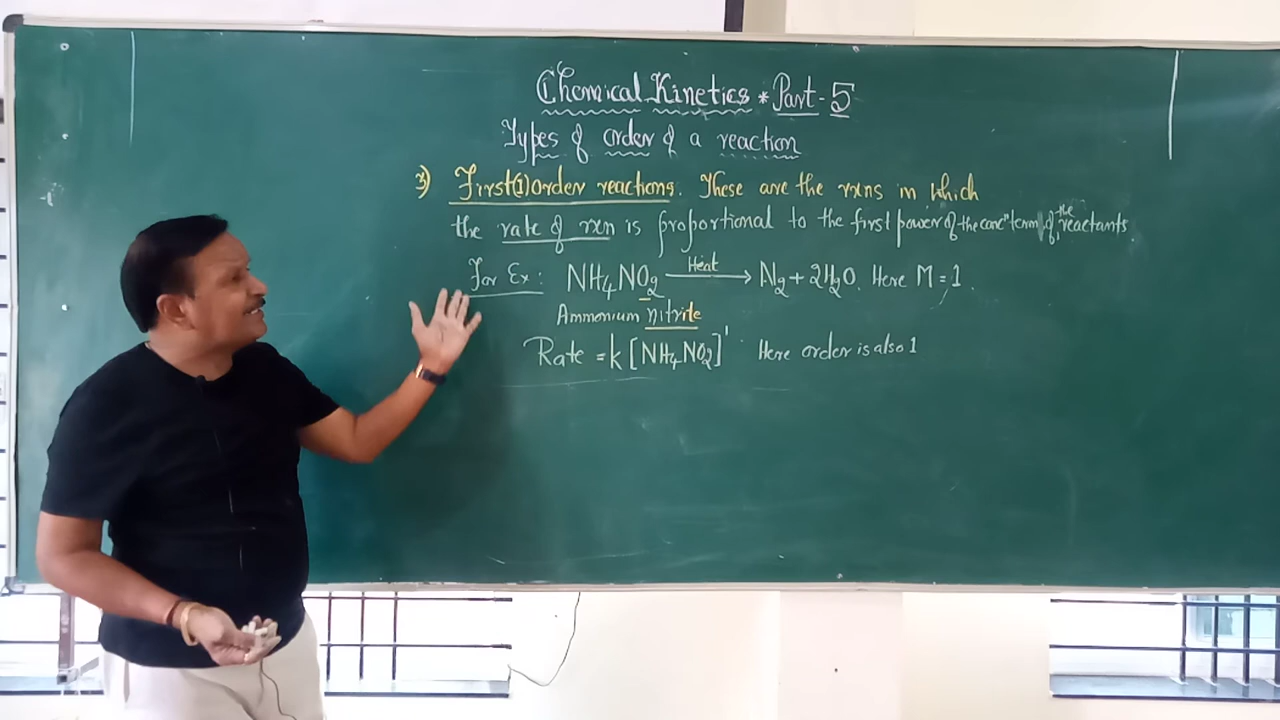 Chemical Kinetics * Part-5
Types of order of a reaction
3) First(1) Order reactions. These are the rxns in which
the rate of rxn is proportional to the first power of the concⁿ term of the reactants.
For Ex: NH₄NO₂ Heat→ N₂ + 2H₂O. Here M = 1.
Ammonium nitrite
Rate = k [NH₄NO₂]¹ Here order is also 1